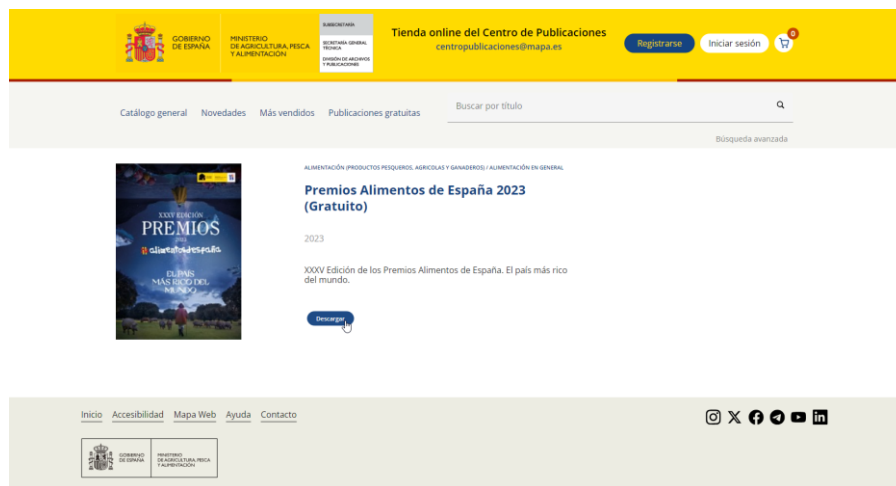 GOBIERNO
DE ESPAÑA
MINISTERIO
DE AGRICULTURA, PESCA
Y ALIMENTACIÓN
SUBSECRETARÍA
SECRETARÍA GENERAL
TÉCNICA
DIVISIÓN DE ARCHIVOS
Y PUBLICACIONES
Tienda online del Centro de Publicaciones
centropublicaciones@mapa.es
Registrarse
Iniciar sesión
0
Catálogo general Novedades Más vendidos Publicaciones gratuitas
Buscar por título
Búsqueda avanzada
XXXV EDICIÓN
PREMIOS
alimentosdespaña
EL PAÍS
MÁS RICO DEL
MUNDO
ALIMENTACIÓN (PRODUCTOS PESQUEROS, AGRICOLAS Y GANADEROS) / ALIMENTACIÓN EN GENERAL
Premios Alimentos de España 2023
(Gratuito)
2023
XXXV Edición de los Premios Alimentos de España. El país más rico
del mundo.
Descargar
Inicio Accesibilidad Mapa Web Ayuda Contacto
GOBIERNO
DE ESPAÑA
MINISTERIO
DE AGRICULTURA, PESCA
Y ALIMENTACIÓN